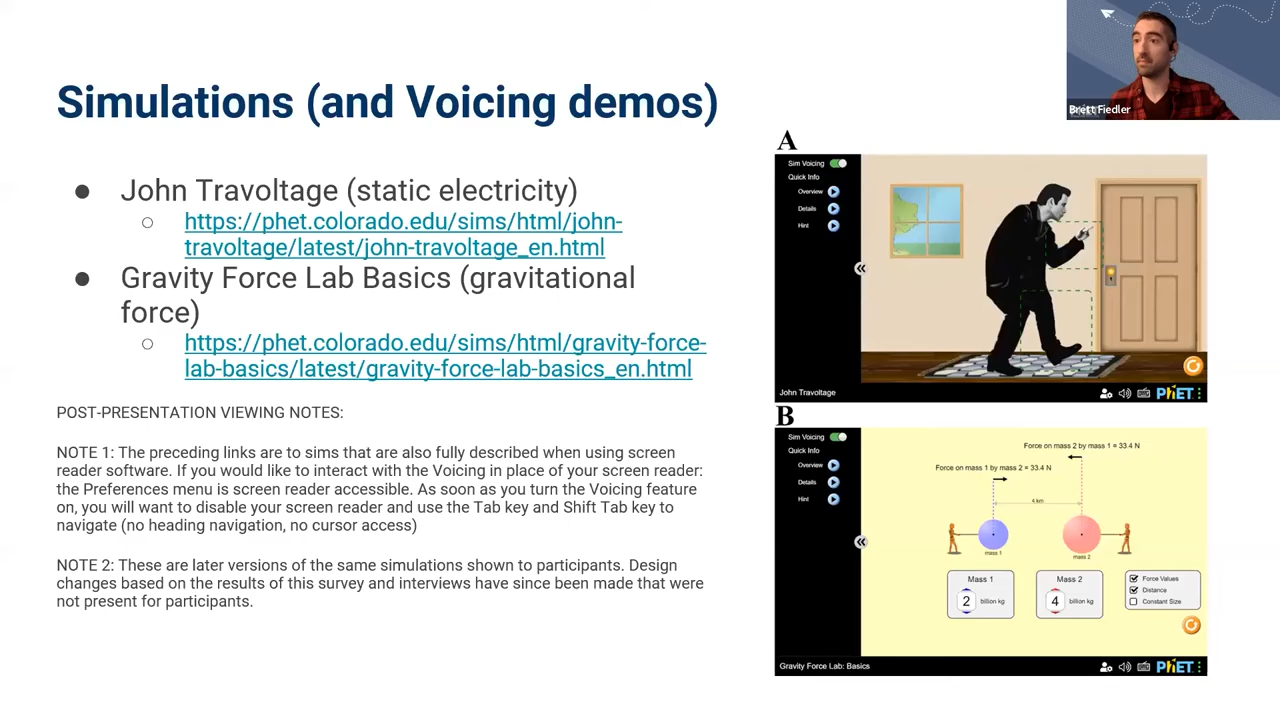 Simulations (and Voicing demos)
● John Travoltage (static electricity)
○ https://phet.colorado.edu/sims/html/john-
travoltage/latest/john-travoltage_en.html
● Gravity Force Lab Basics (gravitational
force)
○ https://phet.colorado.edu/sims/html/gravity-force-
lab-basics/latest/gravity-force-lab-basics_en.html
POST-PRESENTATION VIEWING NOTES:
NOTE 1: The preceding links are to sims that are also fully described when using screen
reader software. If you would like to interact with the Voicing in place of your screen reader:
the Preferences menu is screen reader accessible. As soon as you turn the Voicing feature
on, you will want to disable your screen reader and use the Tab key and Shift Tab key to
navigate (no heading navigation, no cursor access)
NOTE 2: These are later versions of the same simulations shown to participants. Design
changes based on the results of this survey and interviews have since been made that were
not present for participants.
Brett Fiedler
A
Sim Voicing
Quick Info
Overview
Details
Hint
John Travoltage
PhET
B
Sim Voicing
Quick Info
Overview
Details
Hint
Force on mass 2 by mass 1 = 33.4 N
Force on mass 1 by mass 2 = 33.4 N
4 km
mass 1
mass 2
Mass 1
2 billion kg
Mass 2
4 billion kg
Force Values
Distance
Constant Size
Gravity Force Lab: Basics
PhET